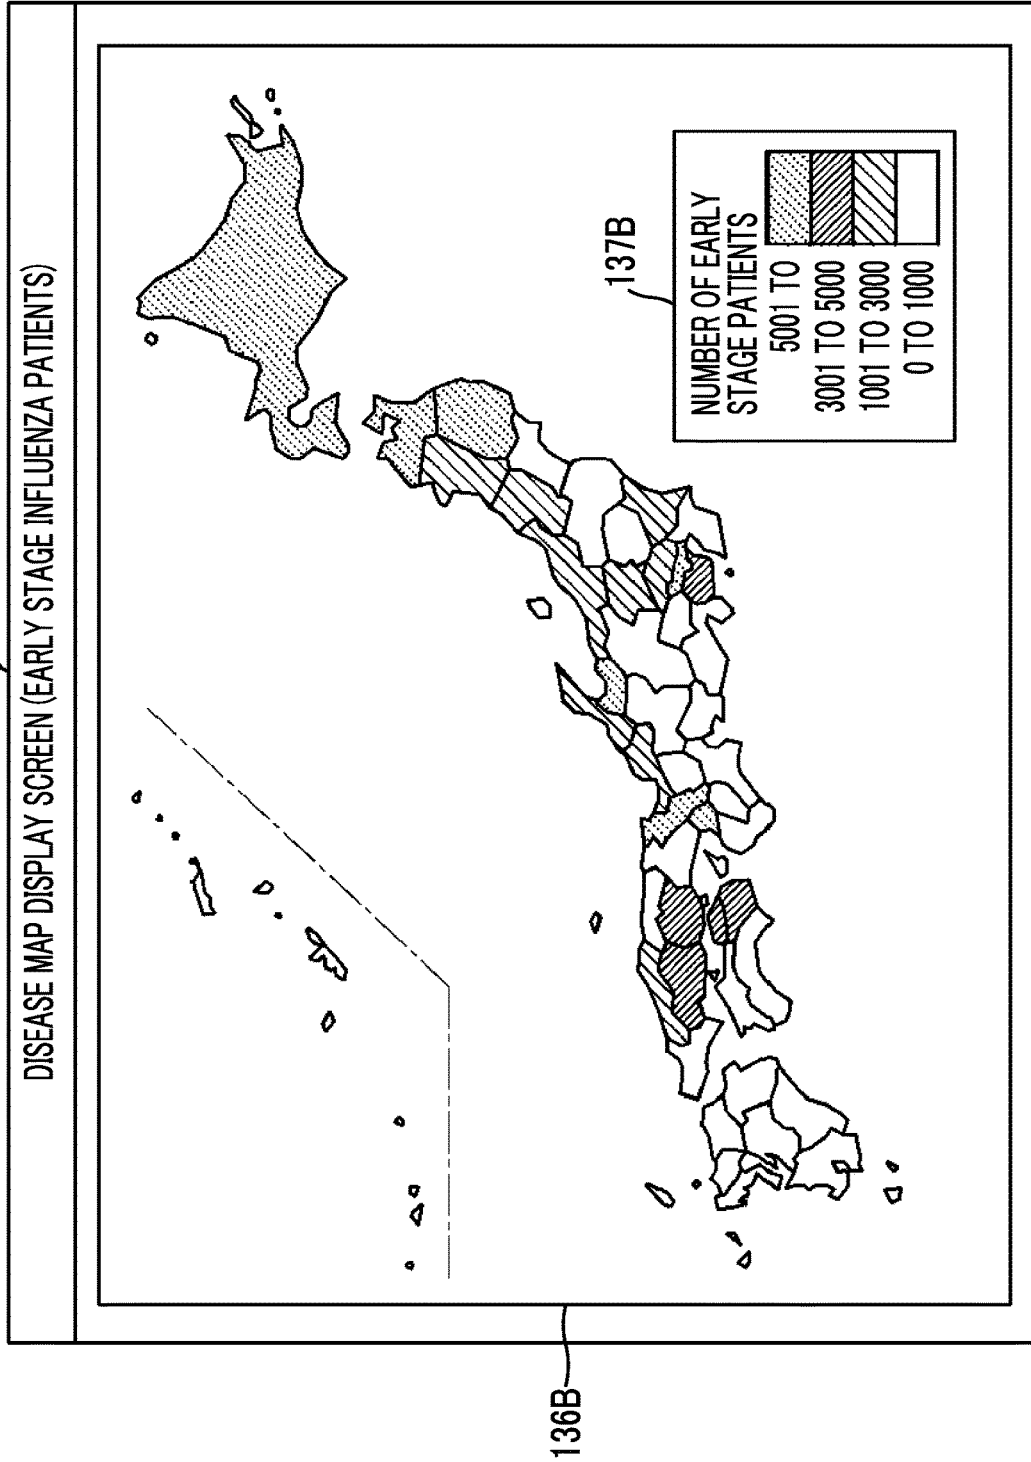 DISEASE MAP DISPLAY SCREEN (EARLY STAGE INFLUENZA PATIENTS)
136B
137B
NUMBER OF EARLY
STAGE PATIENTS
5001 TO
3001 TO 5000
1001 TO 3000
0 TO 1000